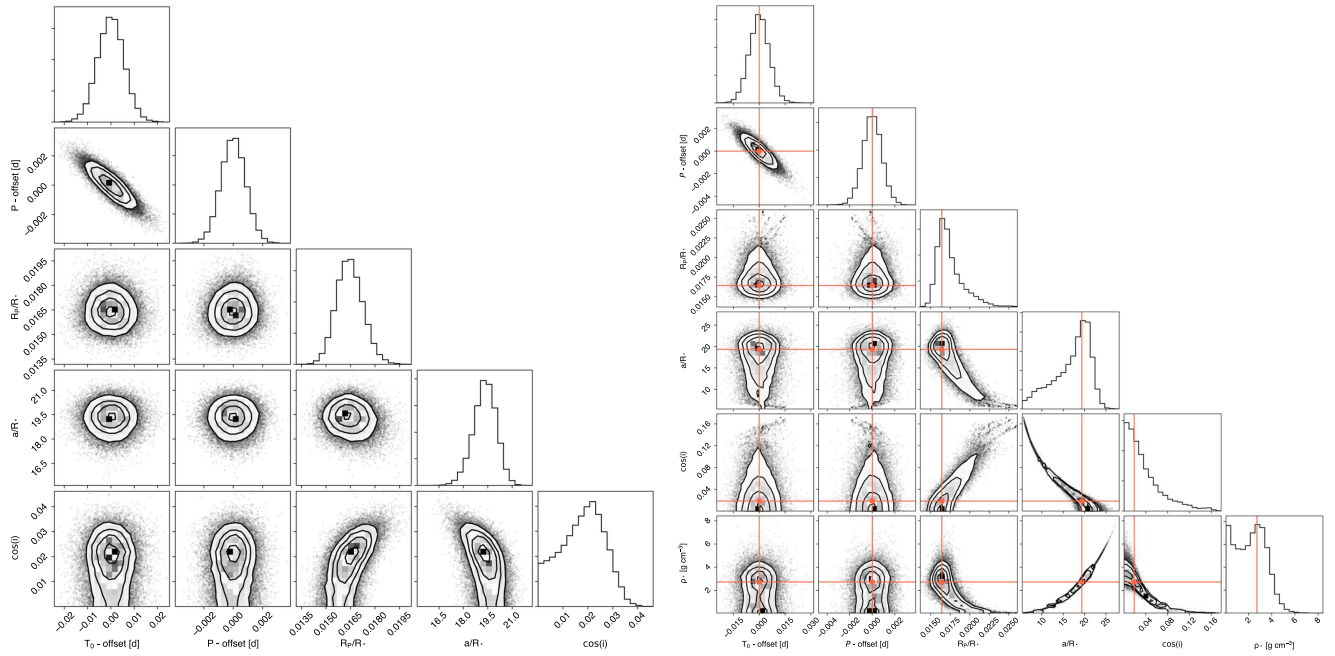 P - offset [d]
0.002
0.000
−0.002
Rₚ/R⋆
0.0195
0.0180
0.0165
0.0150
0.0135
a/R⋆
21.0
19.5
18.0
16.5
cos(i)
0.04
0.03
0.02
0.01
−0.02 −0.01 0.00 0.01 0.02
T₀ - offset [d]
−0.002 0.000 0.002
P - offset [d]
0.0135 0.0150 0.0165 0.0180 0.0195
Rₚ/R⋆
16.5 18.0 19.5 21.0
a/R⋆
0.01 0.02 0.03 0.04
cos(i)
P - offset [d]
0.002
0.000
−0.002
−0.004
Rₚ/R⋆
0.0250
0.0225
0.0200
0.0175
0.0150
a/R⋆
25
20
15
10
cos(i)
0.16
0.12
0.08
0.04
ρ⋆ [g cm⁻³]
8
6
4
2
−0.015 0.000 0.015 0.030
T₀ - offset [d]
−0.004 −0.002 0.000 0.002
P - offset [d]
0.0150 0.0175 0.0200 0.0225 0.0250
Rₚ/R⋆
10 15 20 25
a/R⋆
0.04 0.08 0.12 0.16
cos(i)
2 4 6 8
ρ⋆ [g cm⁻³]